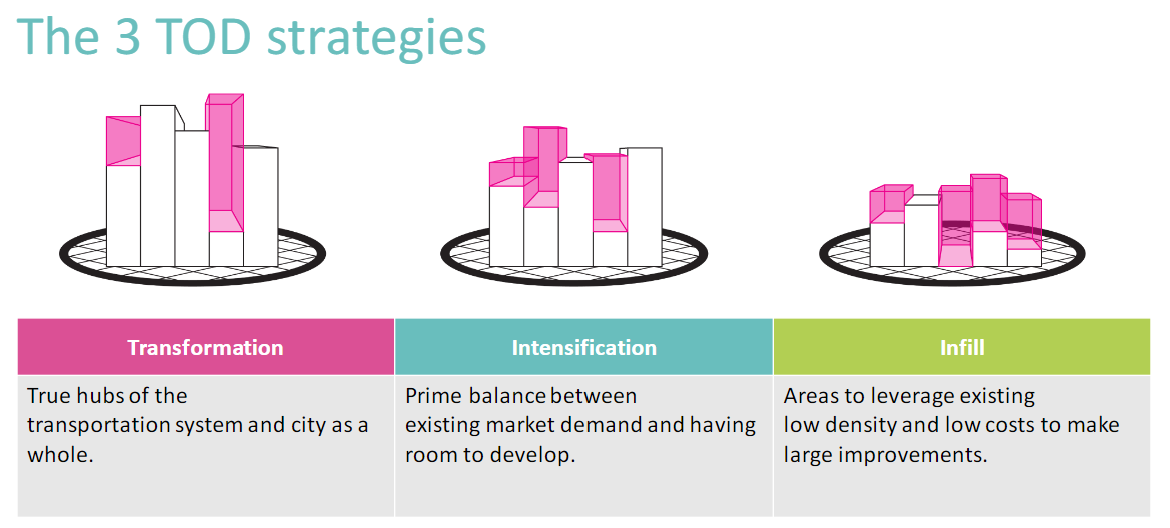 The 3 TOD strategies
Transformation
Intensification
Infill
True hubs of the
transportation system and city as a
whole.
Prime balance between
existing market demand and having
room to develop.
Areas to leverage existing
low density and low costs to make
large improvements.